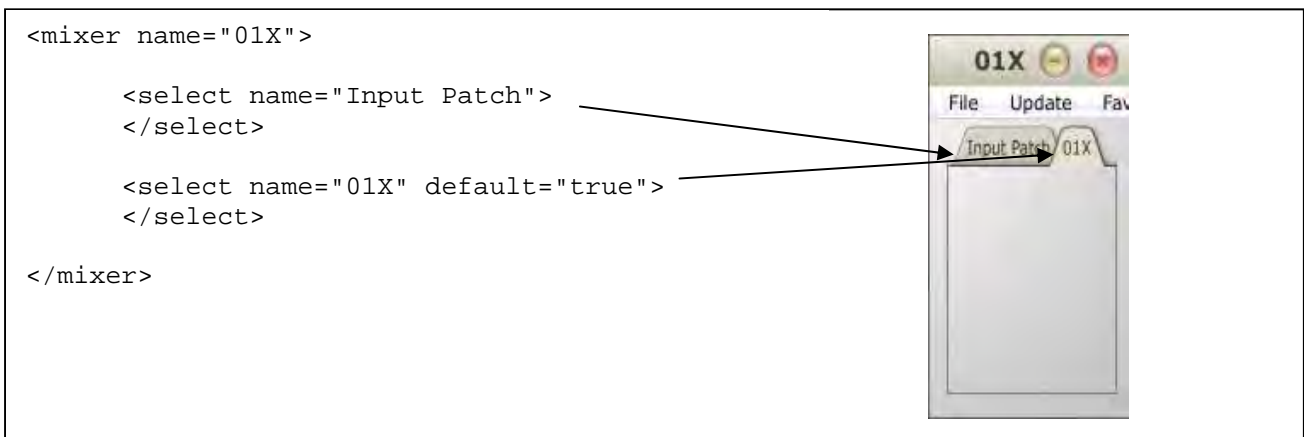 <mixer name="01X">
<select name="Input Patch">
</select>
<select name="01X" default="true">
</select>
</mixer>
01X
File Update Fav
Input Patch 01X